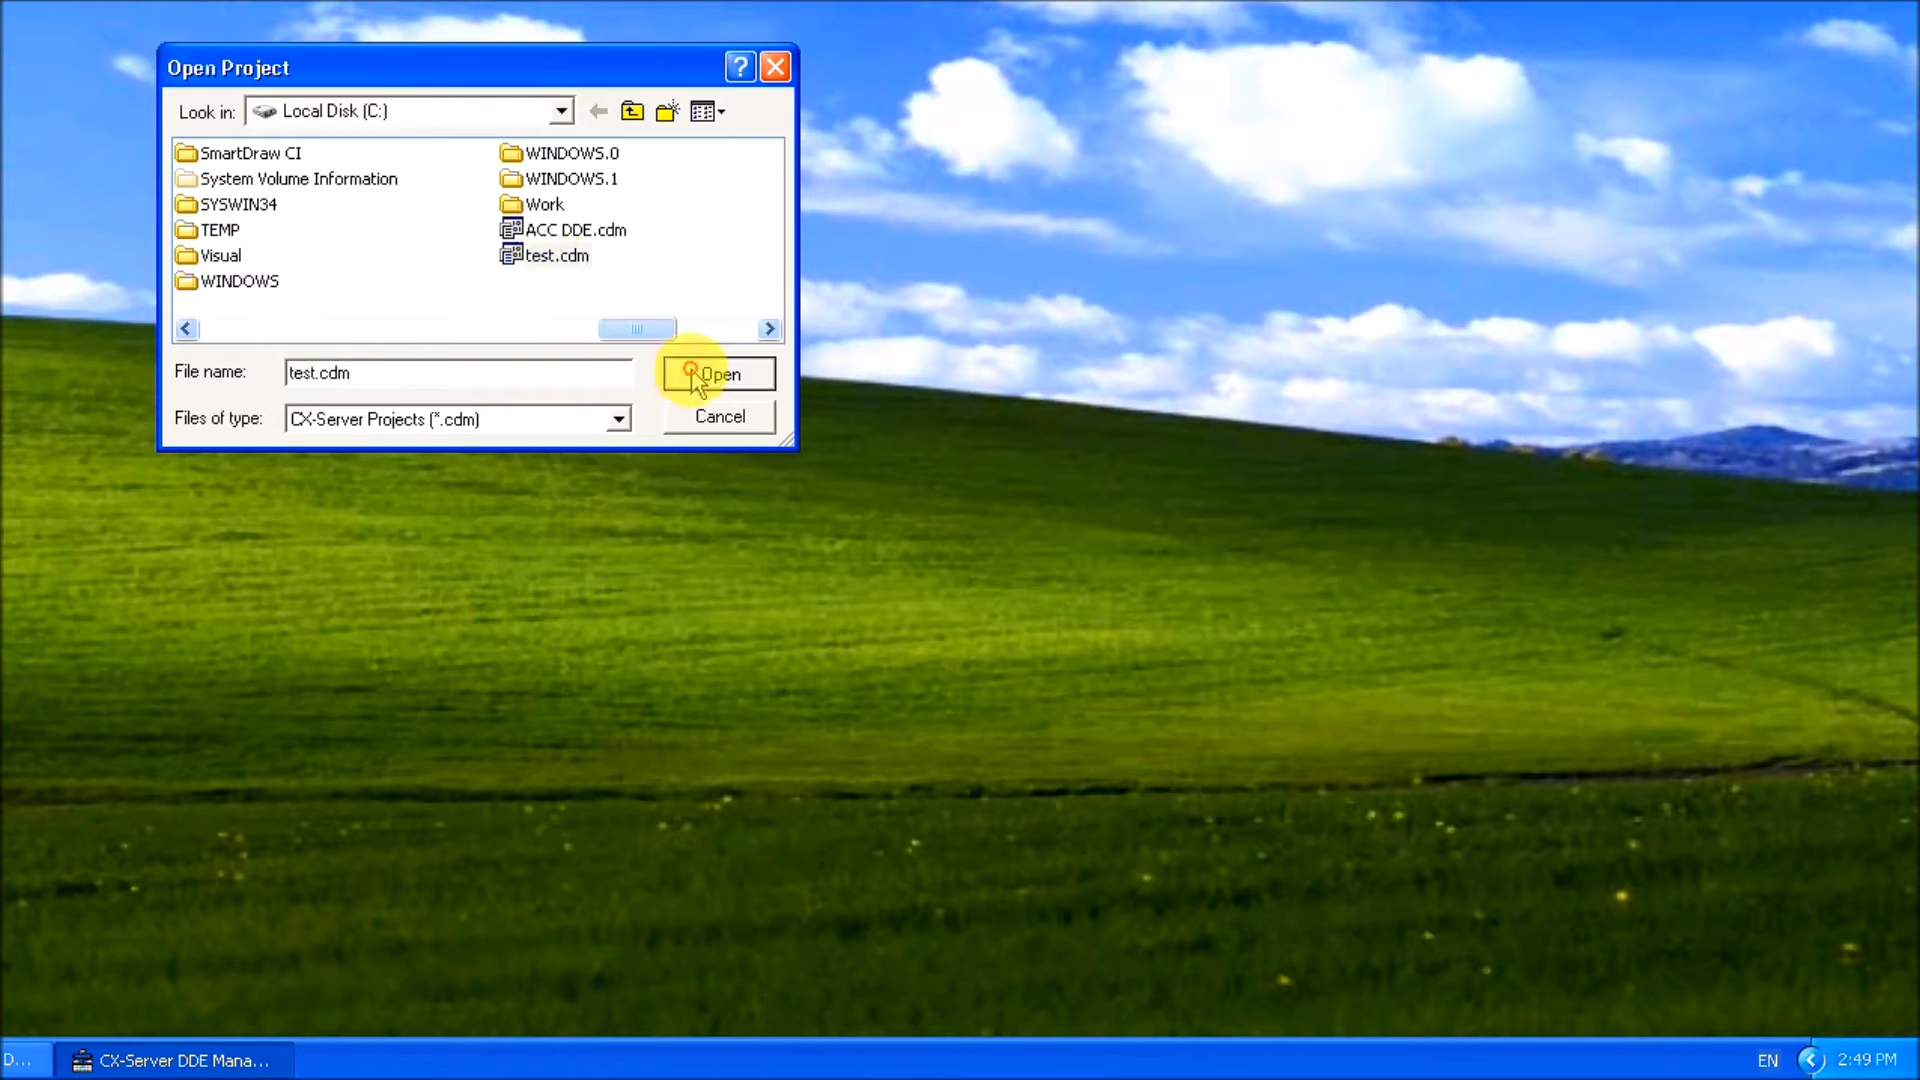 Open Project
Look in: Local Disk (C:)
SmartDraw CI
System Volume Information
SYSWIN34
TEMP
Visual
WINDOWS
WINDOWS.0
WINDOWS.1
Work
ACC DDE.cdm
test.cdm
File name: test.cdm Open
Files of type: CX-Server Projects (*.cdm) Cancel
D... CX-Server DDE Mana... EN 2:49 PM